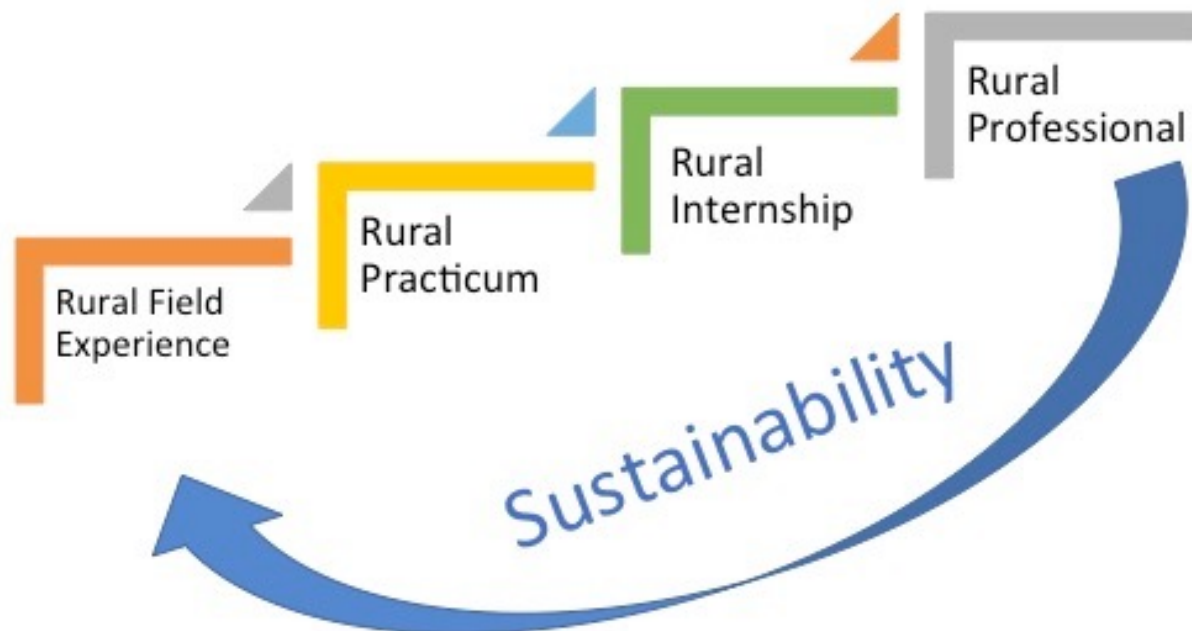 Rural Field
Experience
Rural
Practicum
Rural
Internship
Rural
Professional
Sustainability